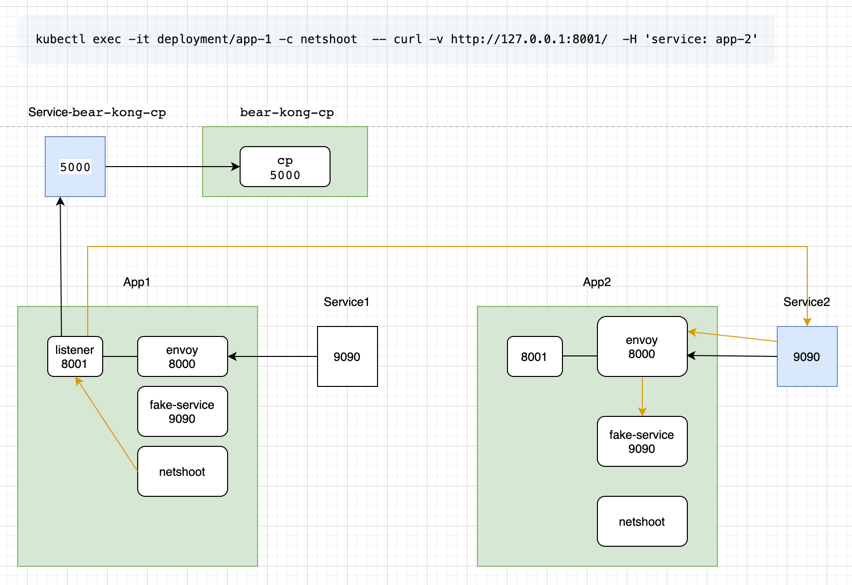 kubectl exec -it deployment/app-1 -c netshoot  -- curl -v http://127.0.0.1:8001/  -H 'service: app-2'
Service-bear-kong-cp
bear-kong-cp
5000
cp
5000
App1
App2
Service1
Service2
listener
8001
envoy
8000
9090
8001
envoy
8000
9090
fake-service
9090
fake-service
9090
netshoot
netshoot